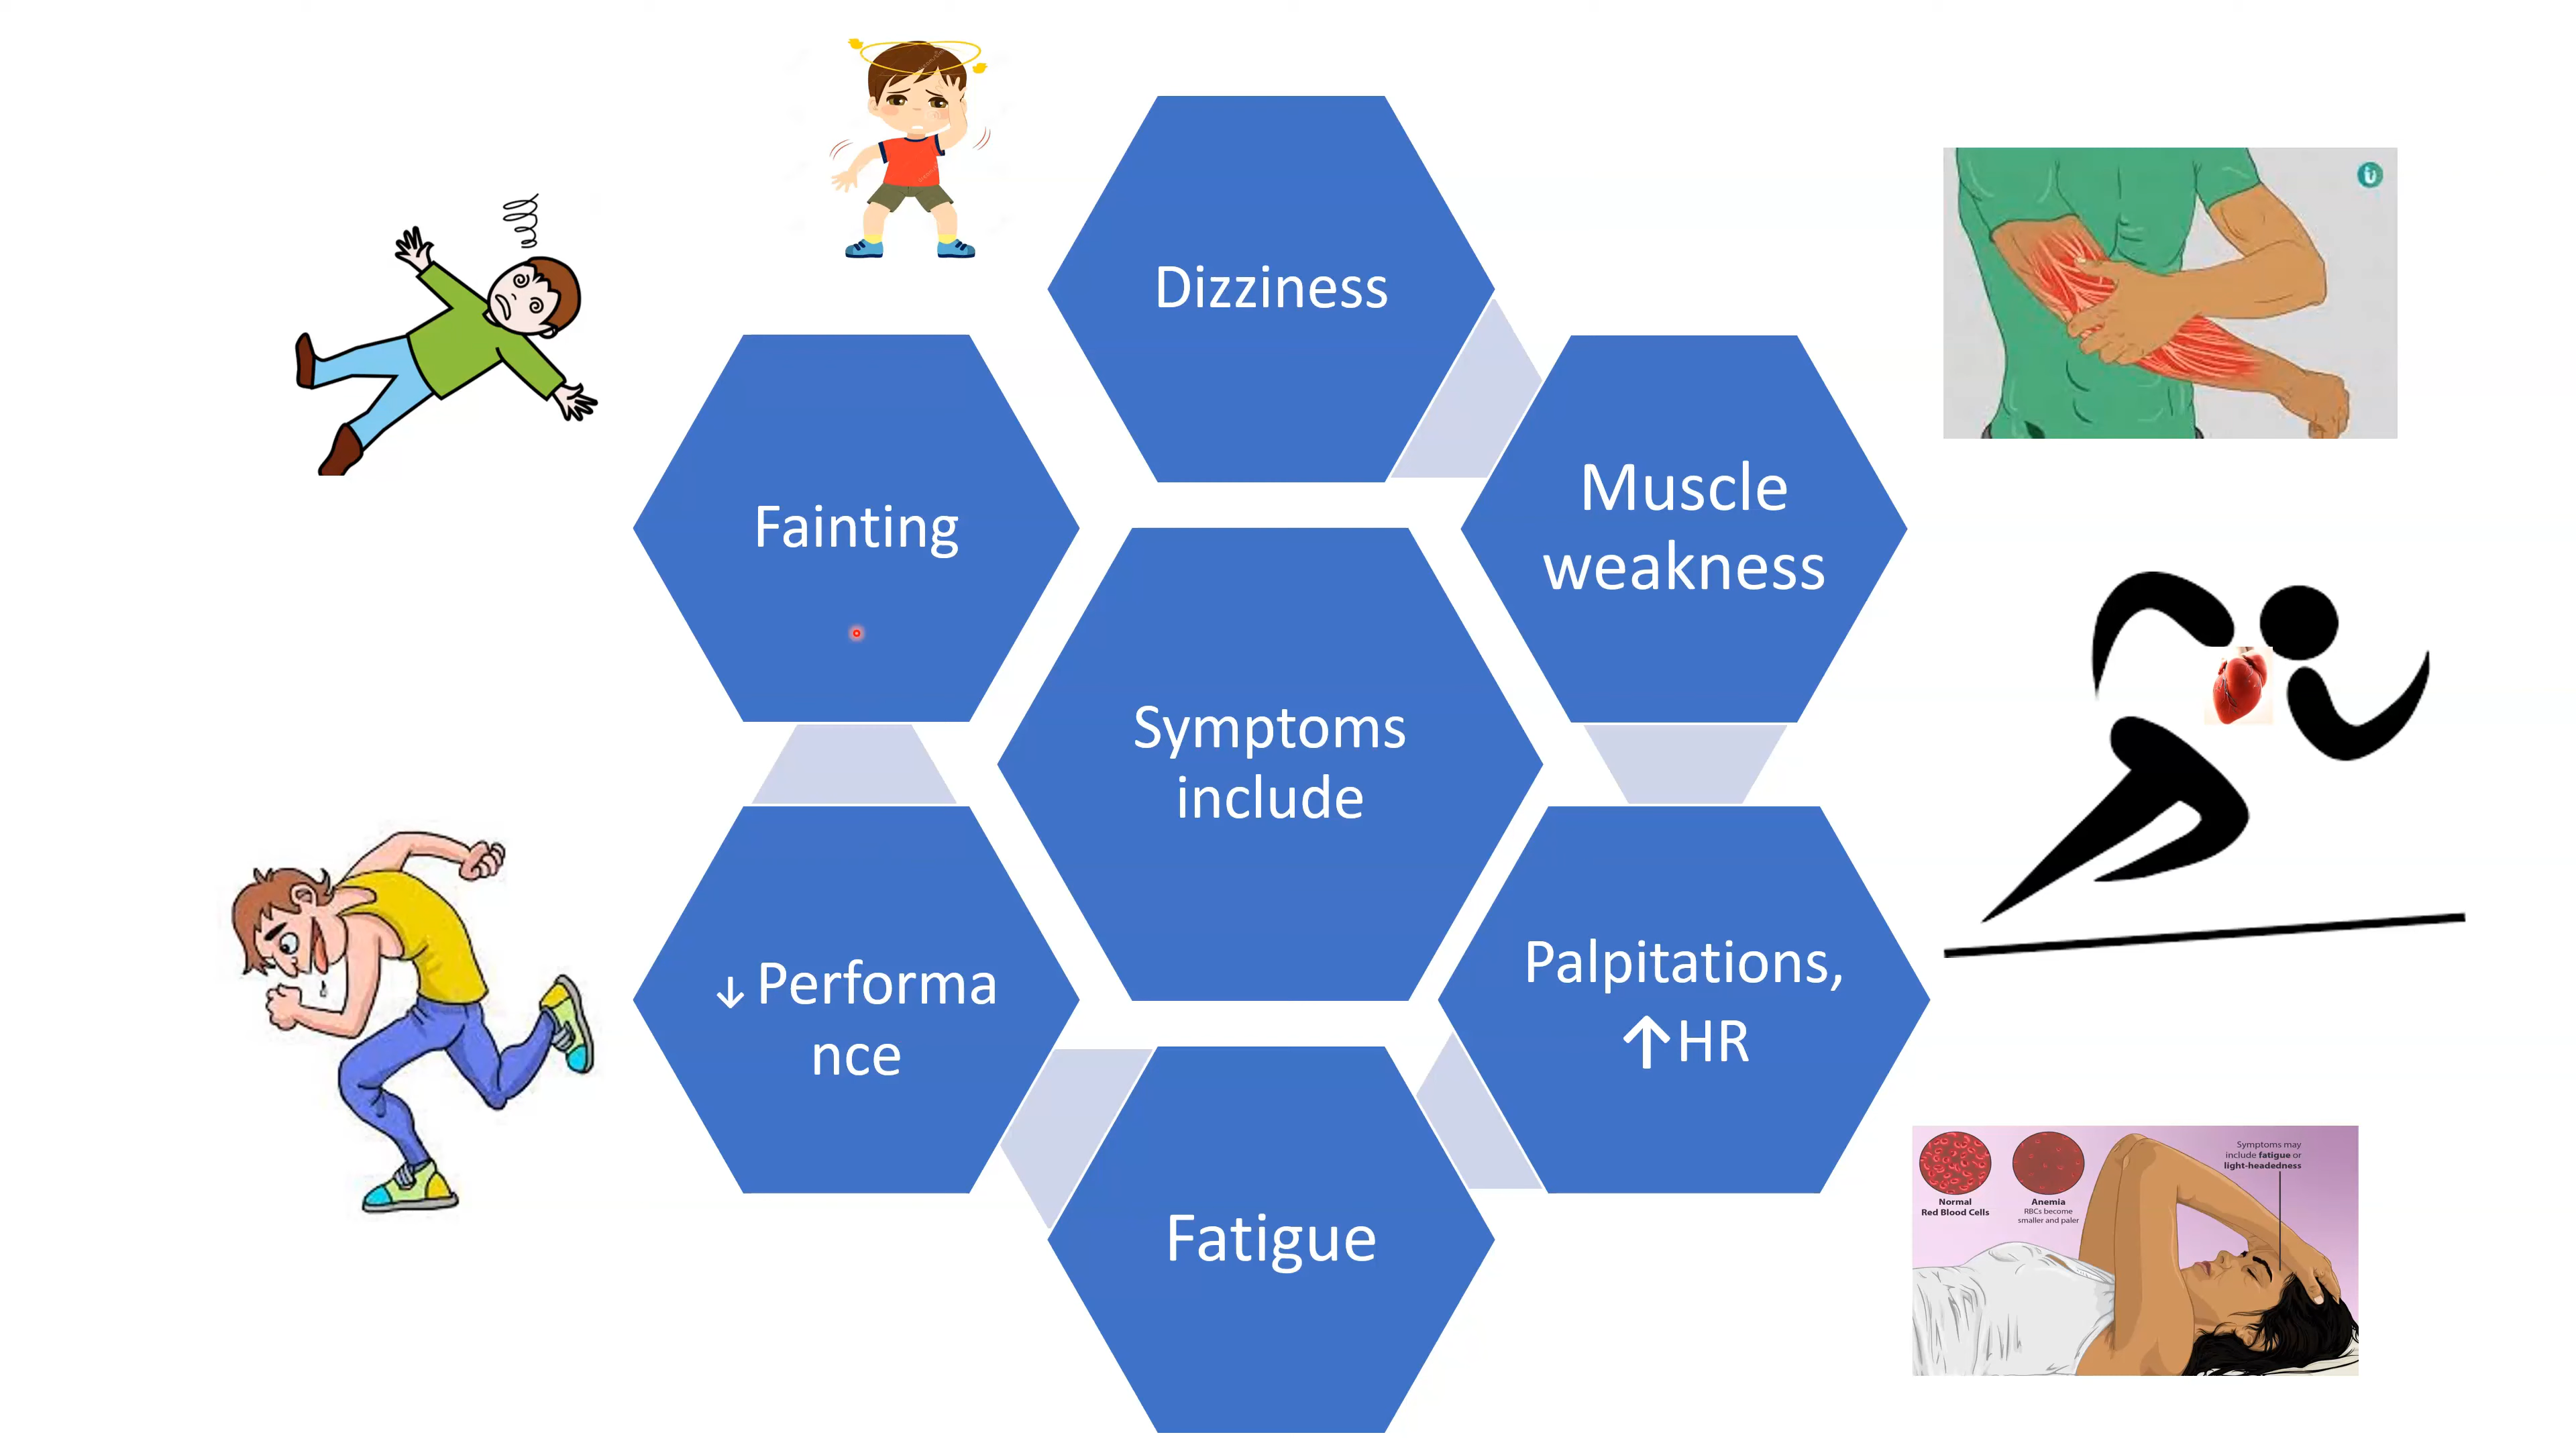 Dizziness
Muscle
weakness
Fainting
Symptoms
include
Palpitations,
↑HR
↓Performa
nce
Fatigue
Normal
Red Blood Cells
Anemia
RBCs become
smaller and paler
Symptoms may
include fatigue or
light-headedness